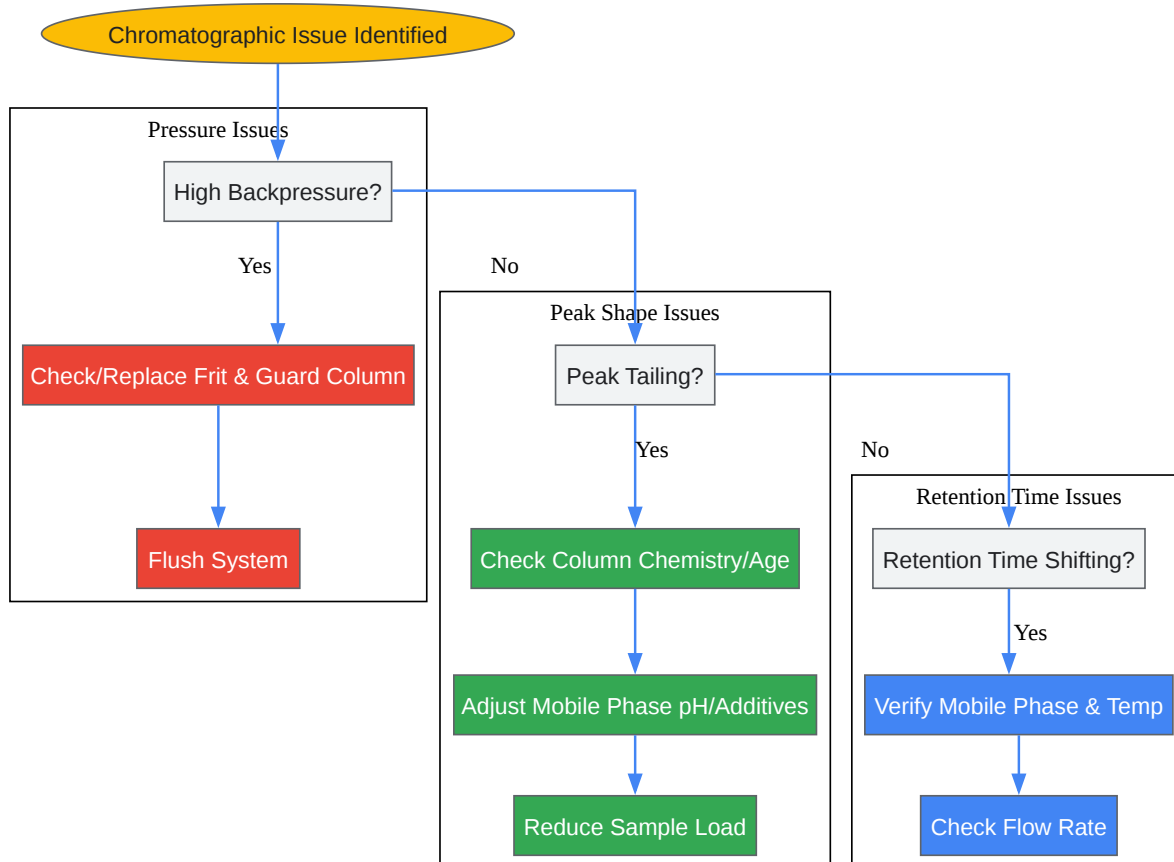 Chromatographic Issue Identified
Pressure Issues
High Backpressure?
Yes
No
Check/Replace Frit & Guard Column
Flush System
Peak Shape Issues
Peak Tailing?
Yes
No
Check Column Chemistry/Age
Adjust Mobile Phase pH/Additives
Reduce Sample Load
Retention Time Issues
Retention Time Shifting?
Yes
Verify Mobile Phase & Temp
Check Flow Rate